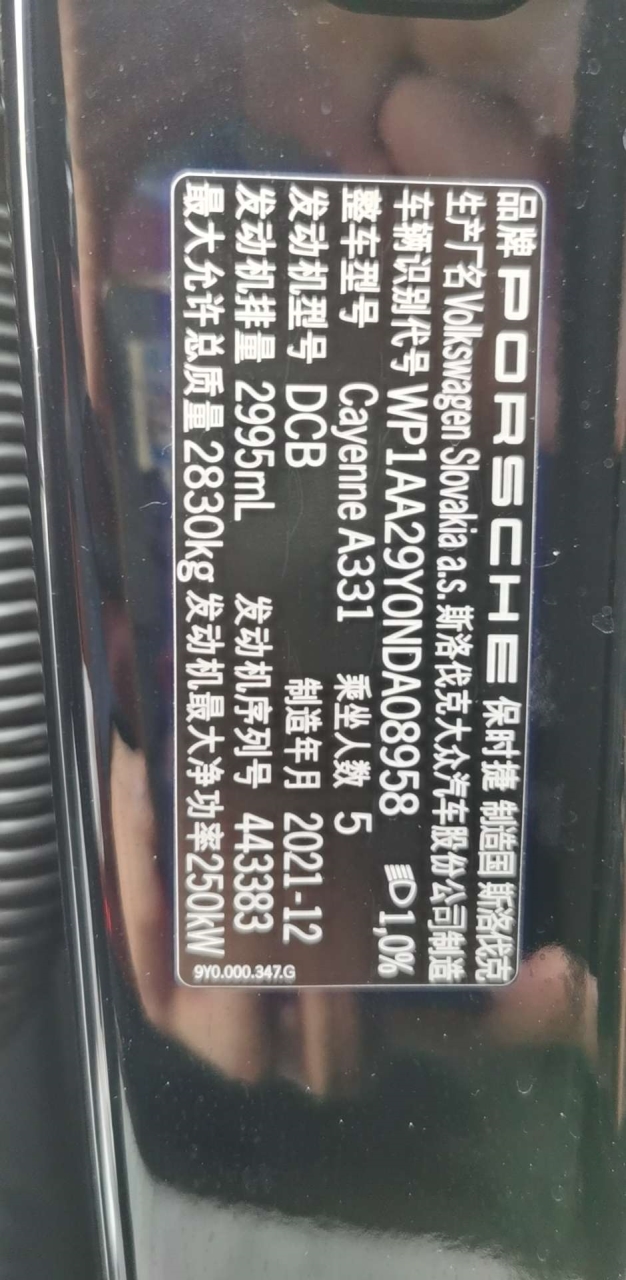 品牌 PORSCHE 保时捷 制造国 斯洛伐克
生产厂名 Volkswagen Slovakia a.s. 斯洛伐克大众汽车股份公司制造
车辆识别代号 WP1AA29Y0NDA08958 1,0%
整车型号 Cayenne A331 乘坐人数 5
发动机型号 DCB 制造年月 2021-12
发动机排量 2995mL 发动机序列号 443383
最大允许总质量 2830kg 发动机最大净功率250kW
9Y0.000.347.G